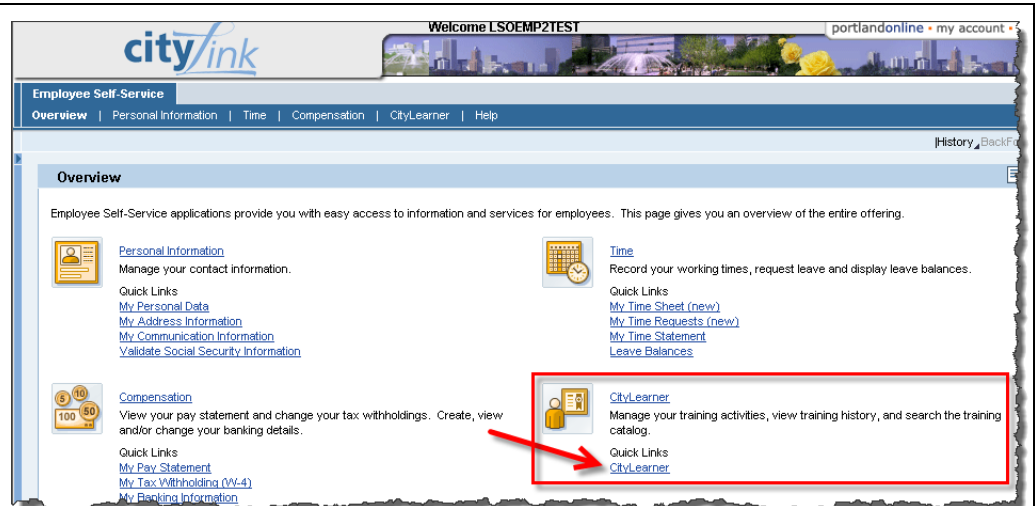 Welcome LSOEMP2TEST
portlandonline • my account •
citylink
Employee Self-Service
Overview | Personal Information | Time | Compensation | CityLearner | Help
|History Back
Overview
Employee Self-Service applications provide you with easy access to information and services for employees. This page gives you an overview of the entire offering.
Personal Information
Manage your contact information.
Quick Links
My Personal Data
My Address Information
My Communication Information
Validate Social Security Information
Time
Record your working times, request leave and display leave balances.
Quick Links
My Time Sheet (new)
My Time Requests (new)
My Time Statement
Leave Balances
5 10
100 50
Compensation
View your pay statement and change your tax withholdings. Create, view
and/or change your banking details.
Quick Links
My Pay Statement
My Tax Withholding (W-4)
My Banking Information
CityLearner
Manage your training activities, view training history, and search the training
catalog.
Quick Links
CityLearner